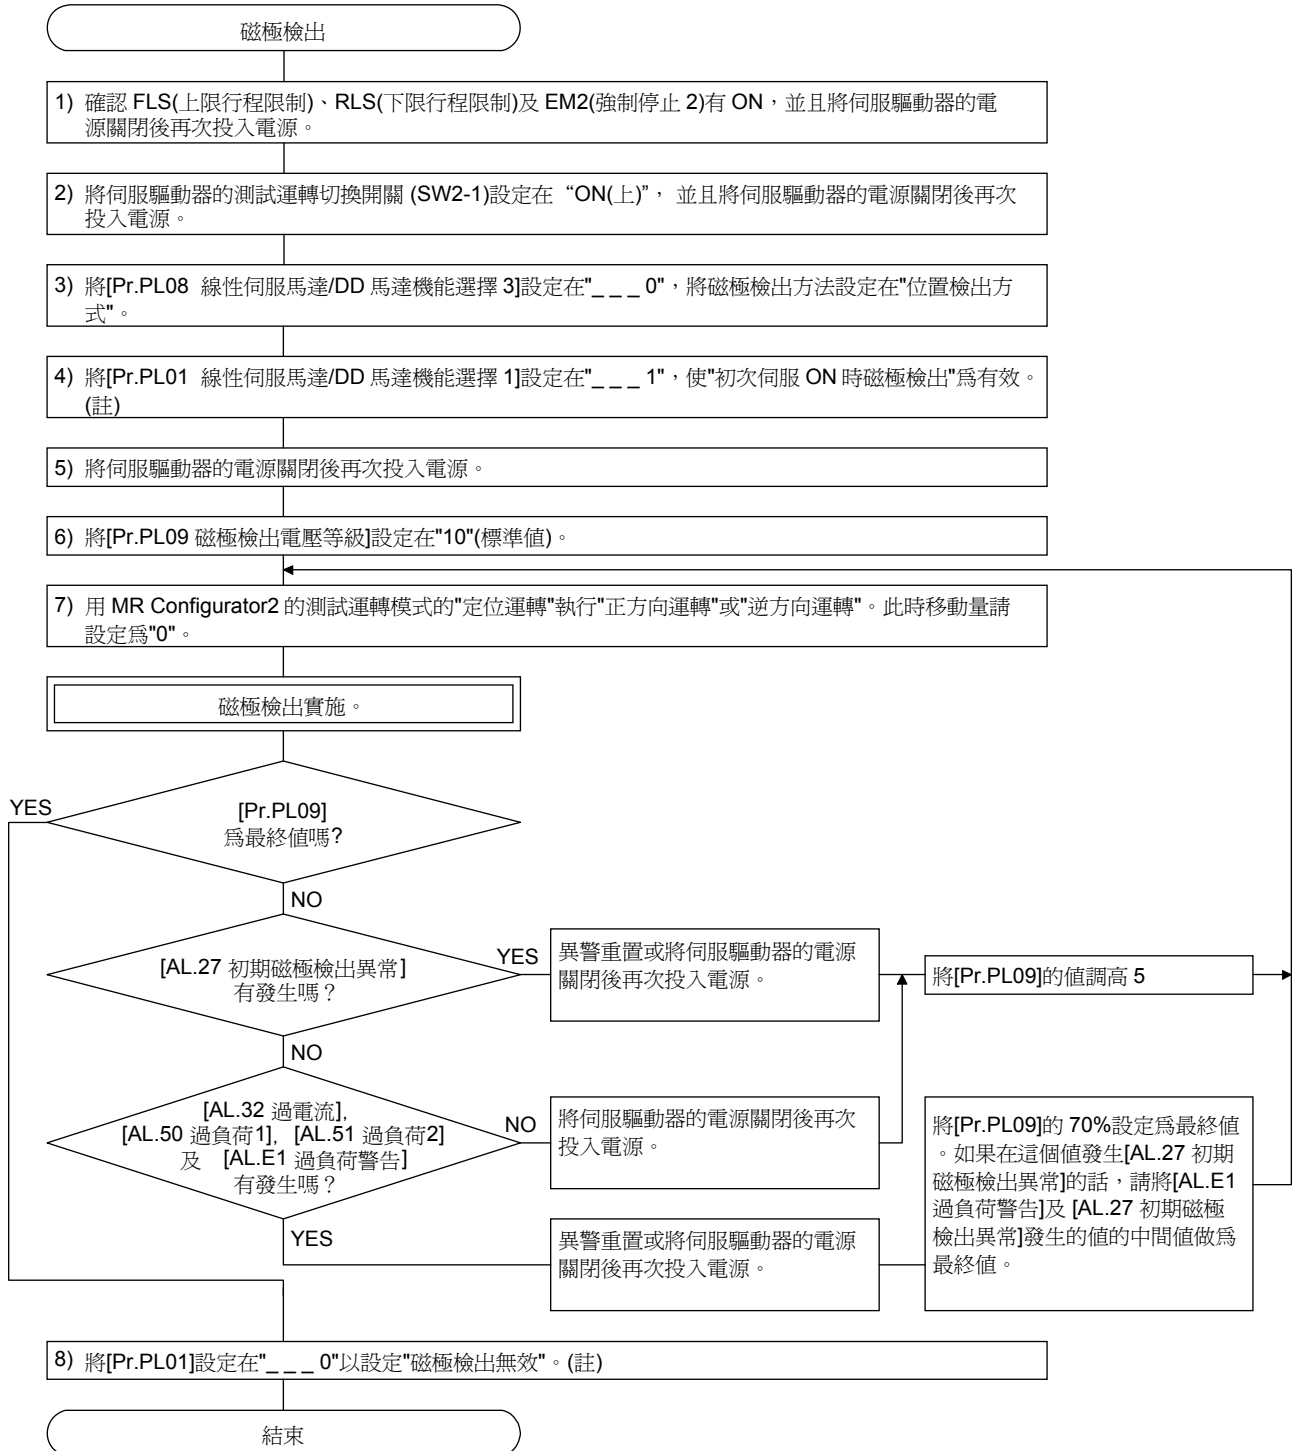 磁極檢出
1) 確認 FLS(上限行程限制)、RLS(下限行程限制)及 EM2(強制停止 2)有 ON，並且將伺服驅動器的電
源關閉後再次投入電源。
2) 將伺服驅動器的測試運轉切換開關 (SW2-1)設定在 “ON(上)”， 並且將伺服驅動器的電源關閉後再次
投入電源。
3) 將[Pr.PL08 線性伺服馬達/DD 馬達機能選擇 3]設定在"_ _ _ 0"，將磁極檢出方法設定在"位置檢出方
式"。
4) 將[Pr.PL01 線性伺服馬達/DD 馬達機能選擇 1]設定在"_ _ _ 1"，使"初次伺服 ON 時磁極檢出"爲有效。
(註)
5) 將伺服驅動器的電源關閉後再次投入電源。
6) 將[Pr.PL09 磁極檢出電壓等級]設定在"10"(標準值)。
7) 用 MR Configurator2 的測試運轉模式的"定位運轉"執行"正方向運轉"或"逆方向運轉"。此時移動量請
設定爲"0"。
磁極檢出實施。
YES
[Pr.PL09]
爲最終值嗎?
NO
[AL.27 初期磁極檢出異常]
有發生嗎？
YES
異警重置或將伺服驅動器的電源
關閉後再次投入電源。
將[Pr.PL09]的值調高 5
NO
[AL.32 過電流],
[AL.50 過負荷1], [AL.51 過負荷2]
及 [AL.E1 過負荷警告]
有發生嗎？
NO
將伺服驅動器的電源關閉後再次
投入電源。
將[Pr.PL09]的 70%設定爲最終值
。如果在這個值發生[AL.27 初期
磁極檢出異常]的話，請將[AL.E1
過負荷警告]及 [AL.27 初期磁極
檢出異常]發生的值的中間值做爲
最終值。
YES
異警重置或將伺服驅動器的電源
關閉後再次投入電源。
8) 將[Pr.PL01]設定在"_ _ _ 0"以設定"磁極檢出無效"。(註)
結束